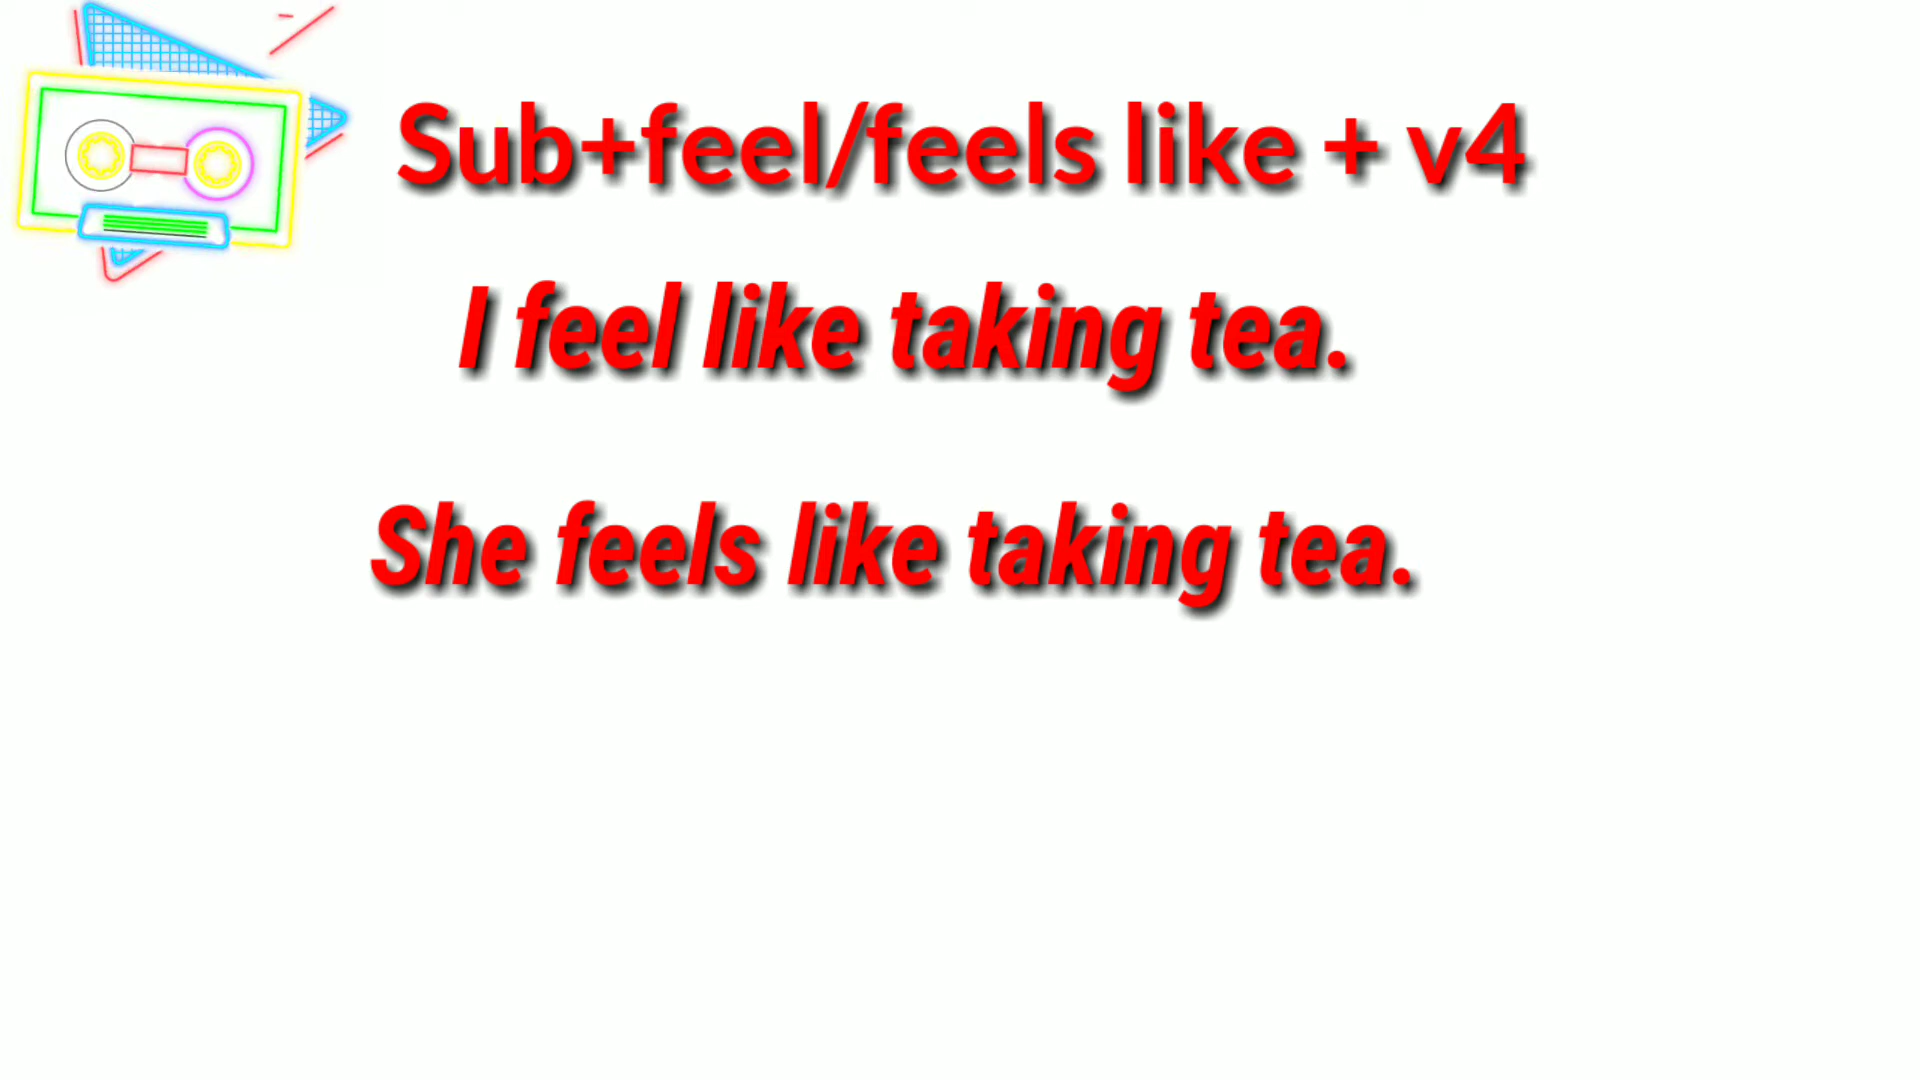 Sub+feel/feels like + v4
I feel like taking tea.
She feels like taking tea.